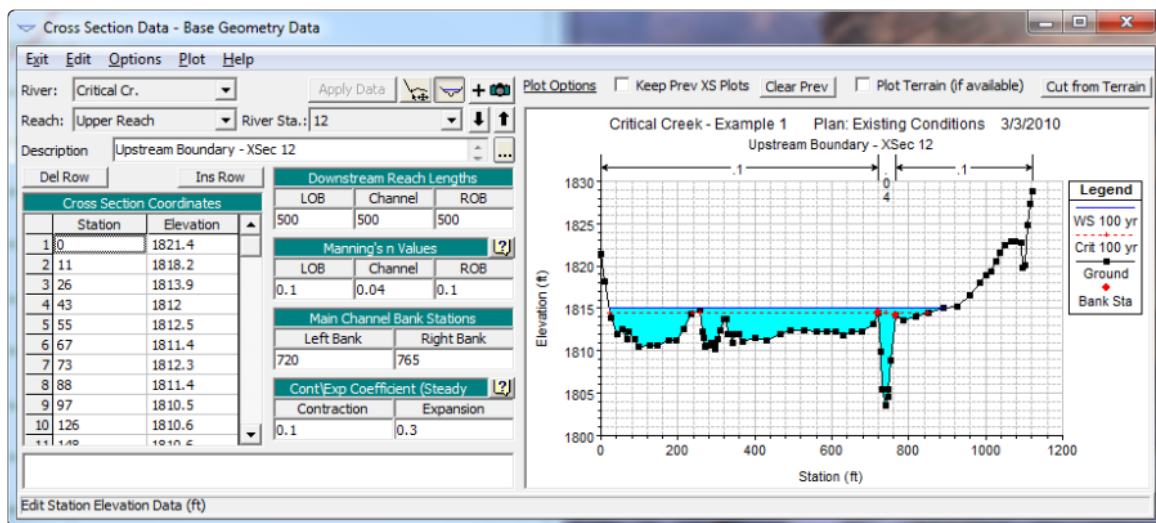 Cross Section Data - Base Geometry Data
Exit Edit Options Plot Help
River: Critical Cr. Apply Data
Reach: Upper Reach River Sta.: 12
Description Upstream Boundary - XSec 12 ...
Del Row Ins Row
Cross Section Coordinates
Station Elevation
1 0 1821.4
2 11 1818.2
3 26 1813.9
4 43 1812
5 55 1812.5
6 67 1811.4
7 73 1812.3
8 88 1811.4
9 97 1810.5
10 126 1810.6
11 148 1810.6
Downstream Reach Lengths
LOB Channel ROB
500 500 500
Manning's n Values ?
LOB Channel ROB
0.1 0.04 0.1
Main Channel Bank Stations
Left Bank Right Bank
720 765
Cont\Exp Coefficient (Steady ?
Contraction Expansion
0.1 0.3
Edit Station Elevation Data (ft)
Plot Options Keep Prev XS Plots Clear Prev Plot Terrain (if available) Cut from Terrain
Critical Creek - Example 1 Plan: Existing Conditions 3/3/2010
Upstream Boundary - XSec 12
.1 .04 .1
1830
1825
1820
1815
1810
1805
1800
Elevation (ft)
0 200 400 600 800 1000 1200
Station (ft)
Legend
WS 100 yr
Crit 100 yr
Ground
Bank Sta